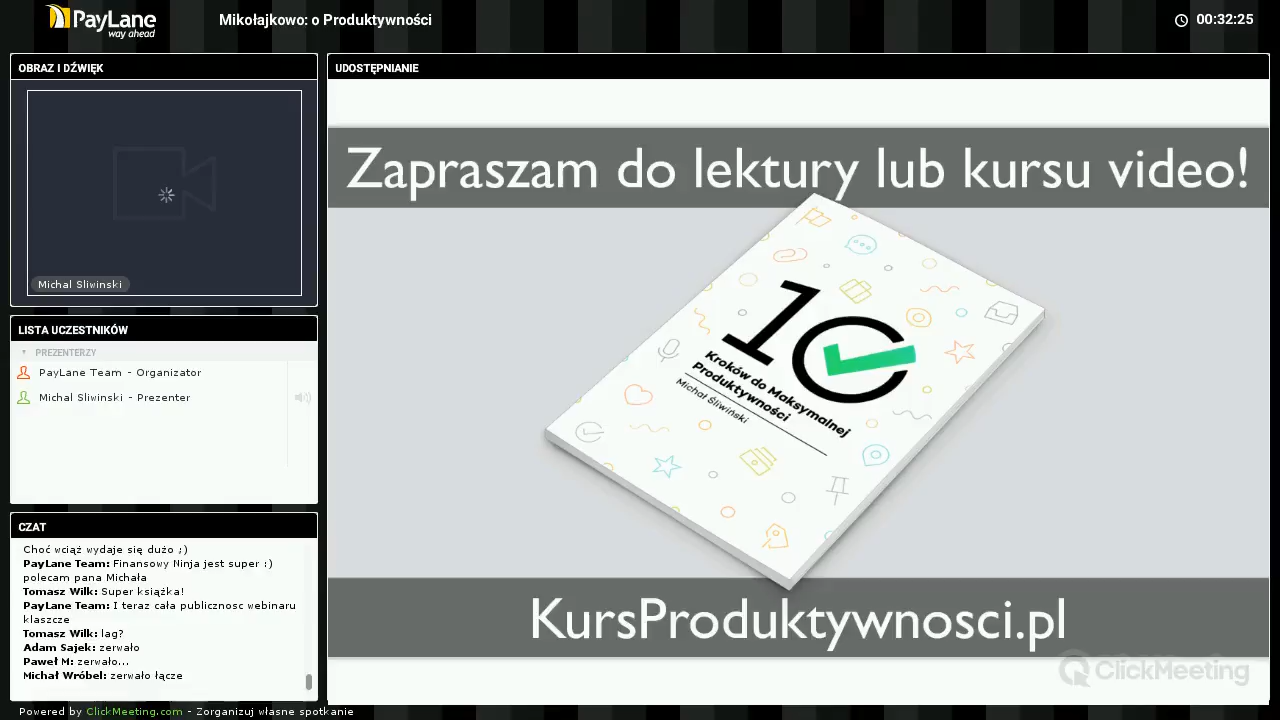 PayLane
way ahead
Mikołajkowo: o Produktywności
00:32:25
OBRAZ I DŹWIĘK
Michal Sliwinski
LISTA UCZESTNIKÓW
PREZENTERZY
PayLane Team - Organizator
Michal Sliwinski - Prezenter
CZAT
Choć wciąż wydaje się dużo ;)
PayLane Team: Finansowy Ninja jest super :)
polecam pana Michała
Tomasz Wilk: Super książka!
PayLane Team: I teraz cała publicznosc webinaru
klaszcze
Tomasz Wilk: lag?
Adam Sajek: zerwało
Paweł M: zerwało...
Michał Wróbel: zerwało łącze
Powered by ClickMeeting.com - Zorganizuj własne spotkanie
UDOSTĘPNIANIE
Zapraszam do lektury lub kursu video!
10
Kroków do Maksymalnej
Produktywności
Michał Śliwiński
KursProduktywnosci.pl
ClickMeeting